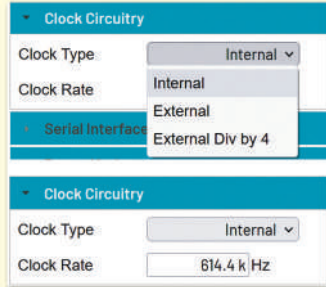 Clock Circuitry
Clock Type Internal
Clock Rate Internal
External
Serial Interface
External Div by 4
Clock Circuitry
Clock Type Internal
Clock Rate 614.4 k Hz